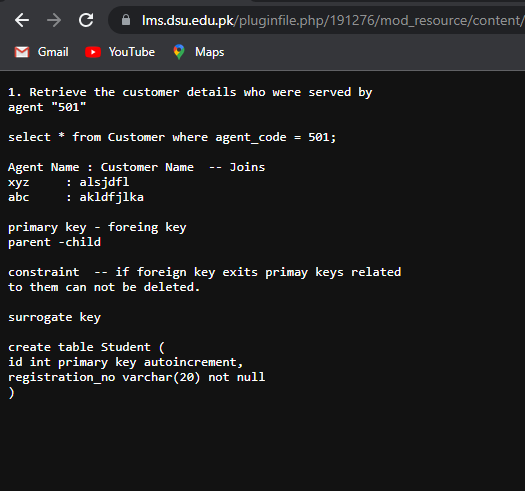 lms.dsu.edu.pk/pluginfile.php/191276/mod_resource/content/
Gmail YouTube Maps
1. Retrieve the customer details who were served by
agent "501"
select * from Customer where agent_code = 501;
Agent Name : Customer Name  -- Joins
xyz     : alsjdfl
abc     : akldfjlka
primary key - foreing key
parent -child
constraint  -- if foreign key exits primay keys related
to them can not be deleted.
surrogate key
create table Student (
id int primary key autoincrement,
registration_no varchar(20) not null
)